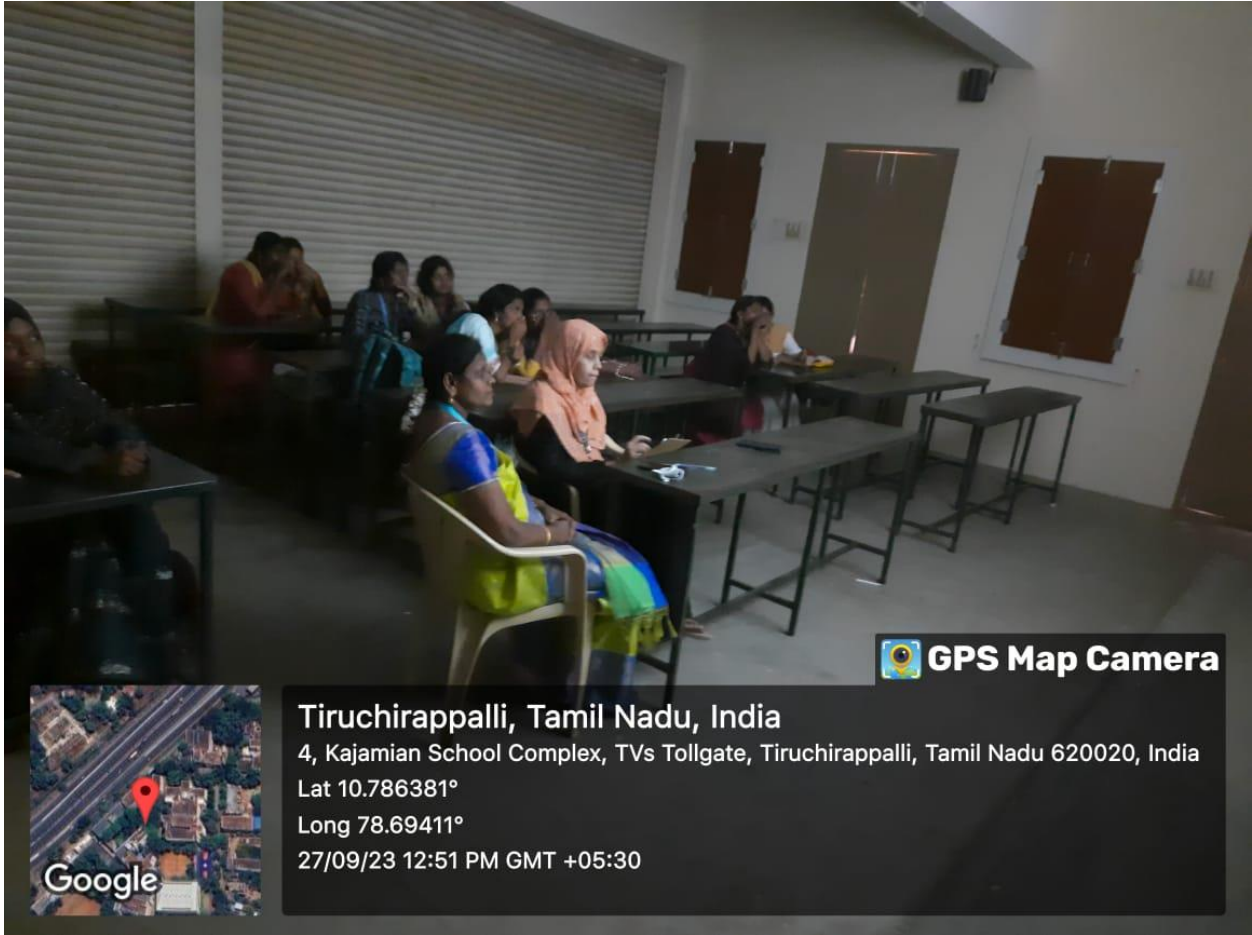 GPS Map Camera
Tiruchirappalli, Tamil Nadu, India
4, Kajamian School Complex, TVs Tollgate, Tiruchirappalli, Tamil Nadu 620020, India
Lat 10.786381°
Long 78.69411°
27/09/23 12:51 PM GMT +05:30
Google